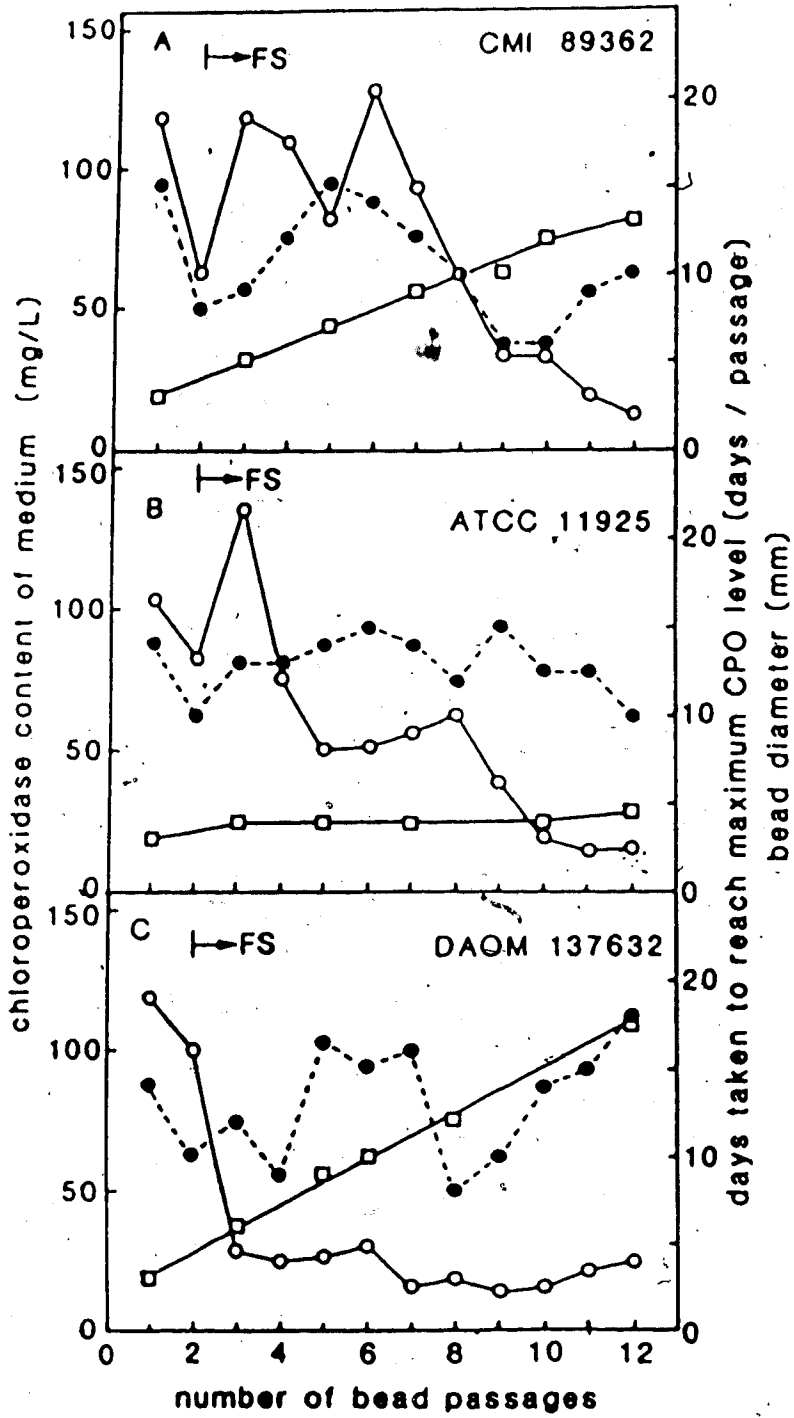 chloroperoxidase content of medium (mg/L)
150
A
FS
CMI 89362
20
100
10
50
0
0
150
B
FS
ATCC 11925
20
100
10
50
0
0
150
C
FS
DAOM 137632
20
100
10
50
0
0
0 2 4 6 8 10 12
number of bead passages
days taken to reach maximum CPO level (days / passage)
bead diameter (mm)